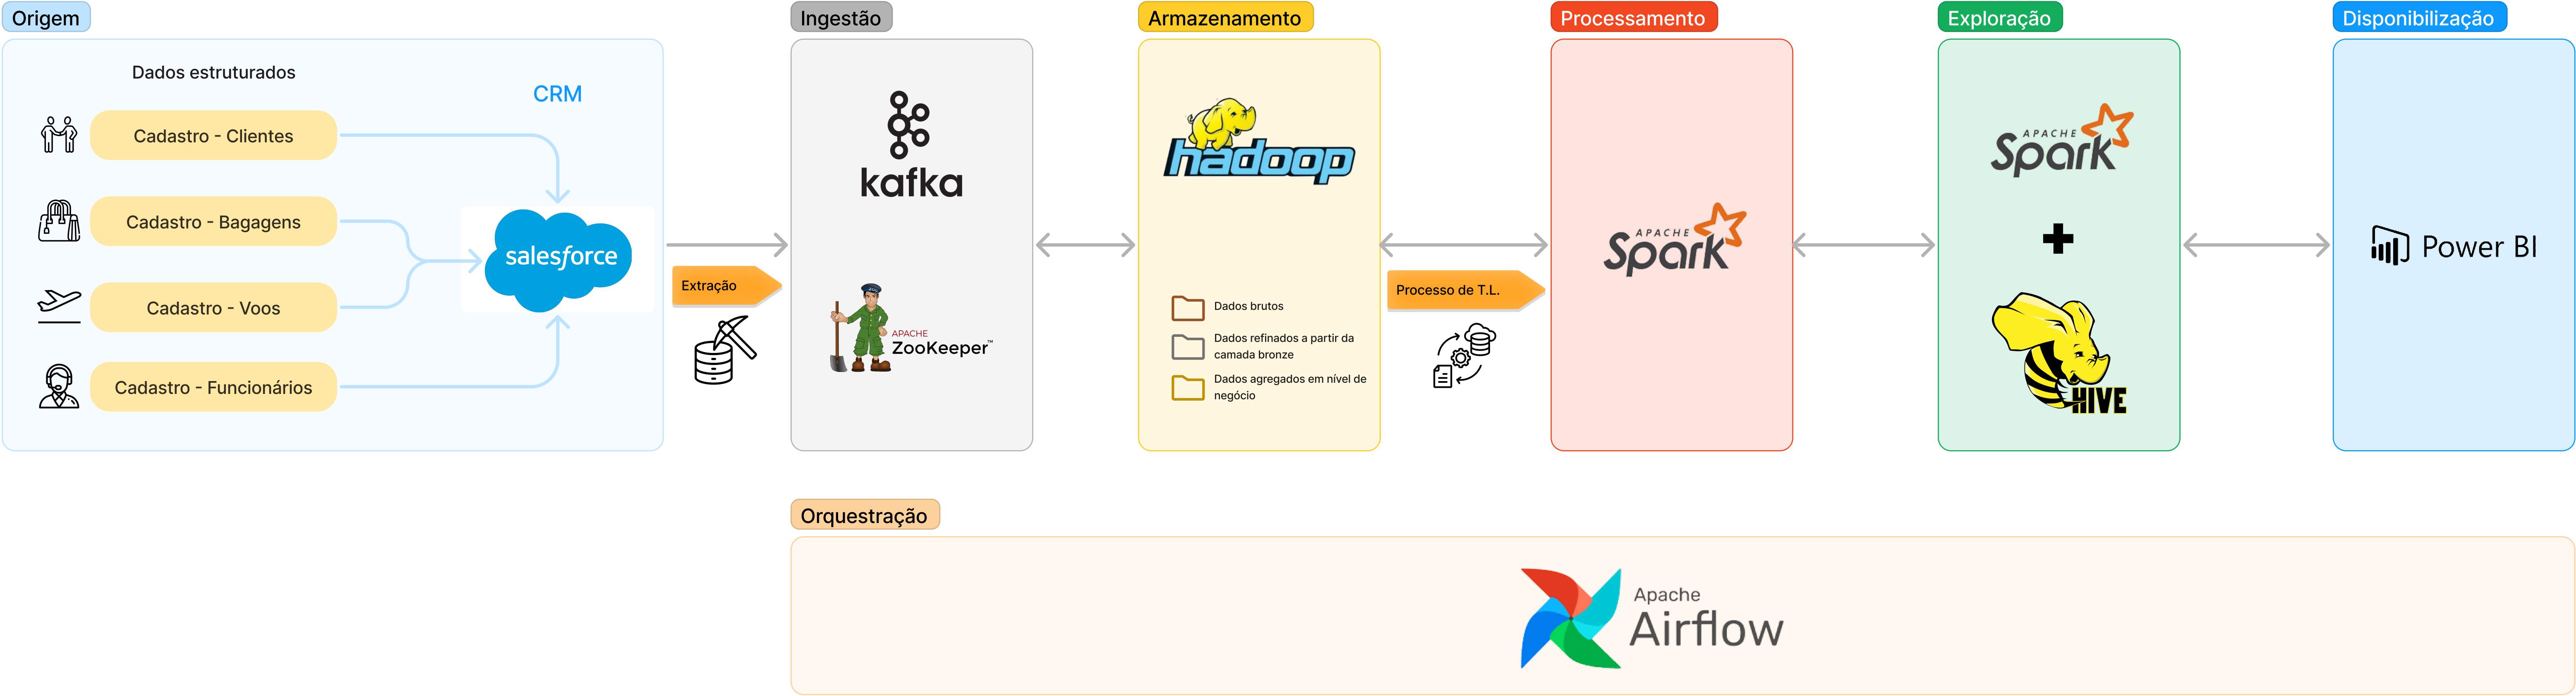 Origem
Dados estruturados
CRM
Cadastro - Clientes
Cadastro - Bagagens
Cadastro - Voos
Cadastro - Funcionários
salesforce
Extração
Ingestão
kafka
APACHE
ZooKeeper™
Armazenamento
hadoop
Dados brutos
Dados refinados a partir da
camada bronze
Dados agregados em nível de
negócio
Processo de T.L.
Processamento
APACHE
Spark
Exploração
APACHE
Spark
HIVE
Disponibilização
Power BI
Orquestração
Apache
Airflow